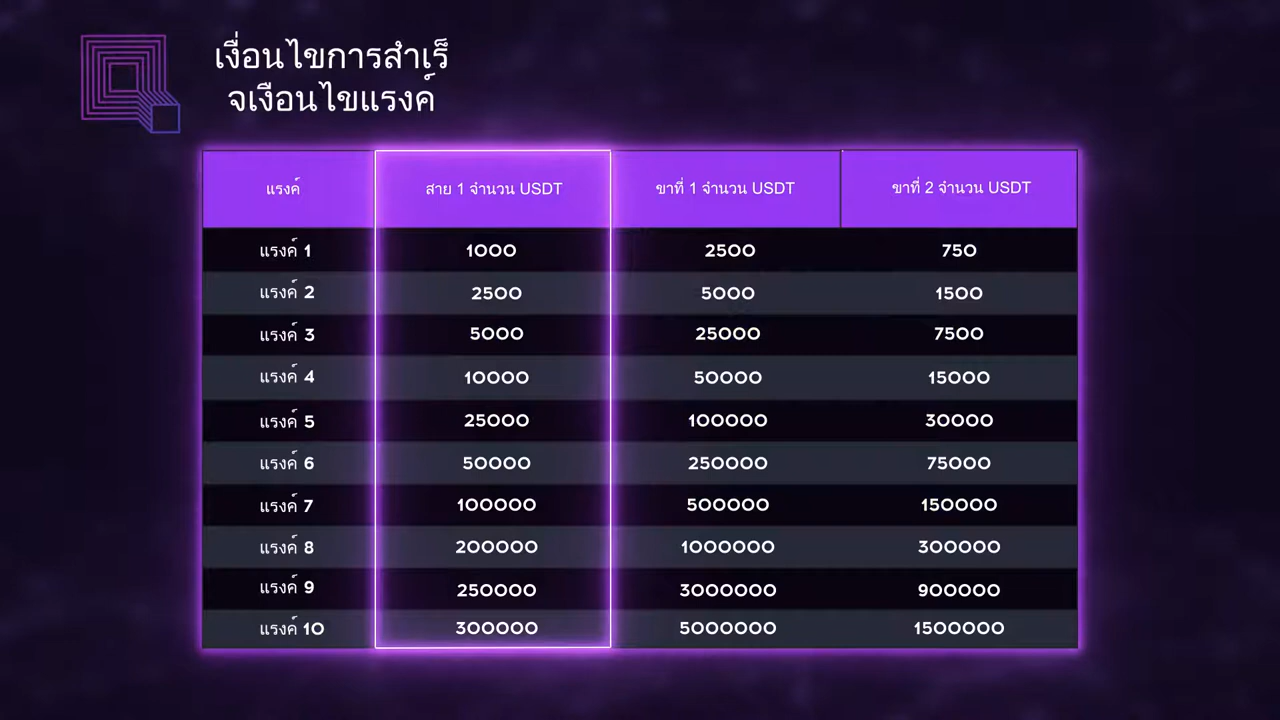 เงื่อนไขการสำเร็
จเงือนไขแรงค์
แรงค์ สาย 1 จำนวน USDT ขาที่ 1 จำนวน USDT ขาที่ 2 จำนวน USDT
แรงค์ 1 1000 2500 750
แรงค์ 2 2500 5000 1500
แรงค์ 3 5000 25000 7500
แรงค์ 4 10000 50000 15000
แรงค์ 5 25000 100000 30000
แรงค์ 6 50000 250000 75000
แรงค์ 7 100000 500000 150000
แรงค์ 8 200000 1000000 300000
แรงค์ 9 250000 3000000 900000
แรงค์ 10 300000 5000000 1500000